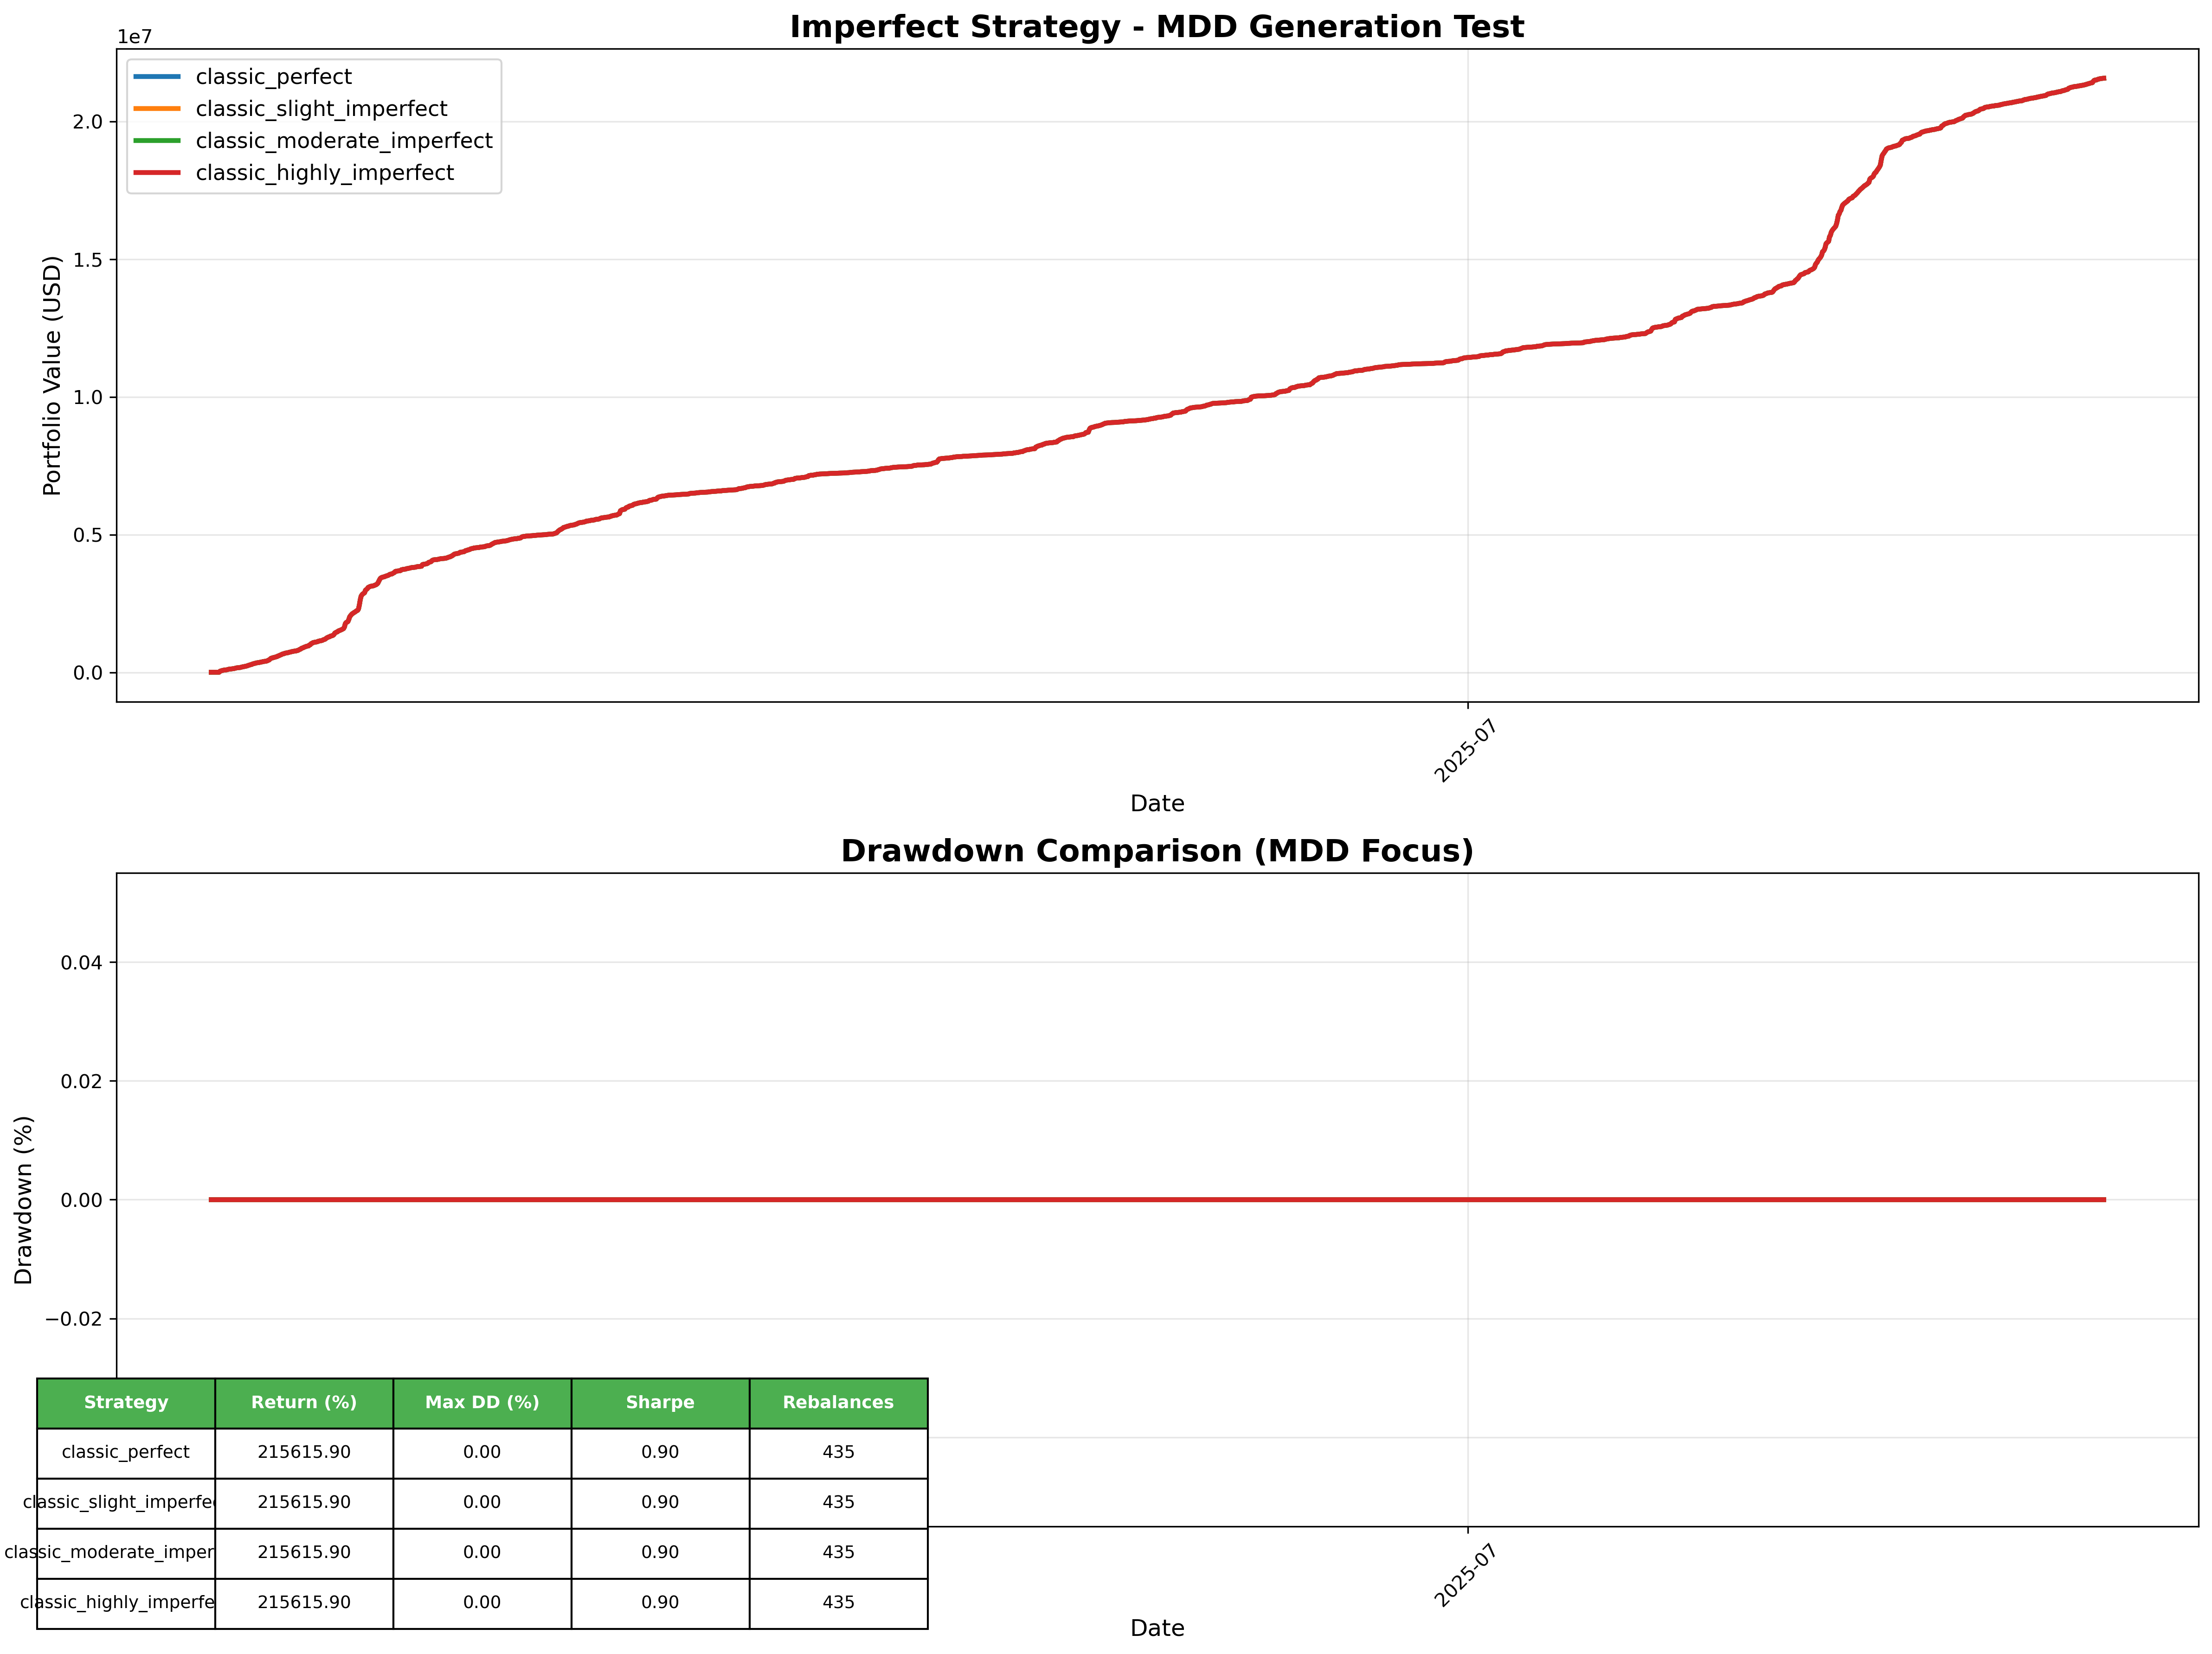 Imperfect Strategy - MDD Generation Test
1e7
classic_perfect
classic_slight_imperfect
classic_moderate_imperfect
classic_highly_imperfect
Portfolio Value (USD)
2.0
1.5
1.0
0.5
0.0
2025-07
Date
Drawdown Comparison (MDD Focus)
Drawdown (%)
0.04
0.02
0.00
−0.02
Strategy Return (%) Max DD (%) Sharpe Rebalances
classic_perfect 215615.90 0.00 0.90 435
classic_slight_imperfec 215615.90 0.00 0.90 435
classic_moderate_imper 215615.90 0.00 0.90 435
classic_highly_imperfe 215615.90 0.00 0.90 435
2025-07
Date